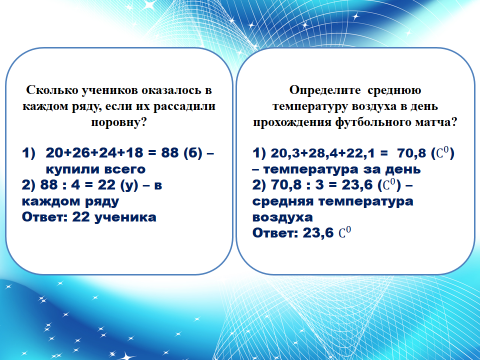 Сколько учеников оказалось в
каждом ряду, если их рассадили
поровну?
1) 20+26+24+18 = 88 (б) –
купили всего
2) 88 : 4 = 22 (у) – в
каждом ряду
Ответ: 22 ученика
Определите среднюю
температуру воздуха в день
прохождения футбольного матча?
1) 20,3+28,4+22,1 = 70,8 (С⁰)
– температура за день
2) 70,8 : 3 = 23,6 (С⁰) –
средняя температура
воздуха
Ответ: 23,6 С⁰